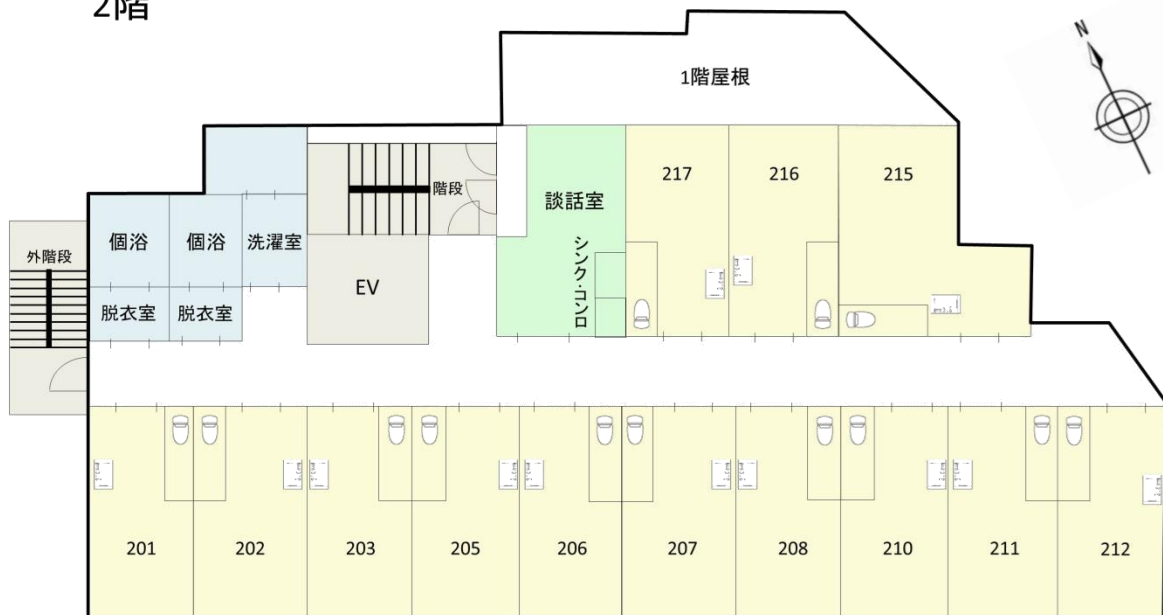 2階
N
1階屋根
217
216
215
階段
談話室
個浴
個浴
洗濯室
外階段
シンク・コンロ
EV
脱衣室
脱衣室
201
202
203
205
206
207
208
210
211
212